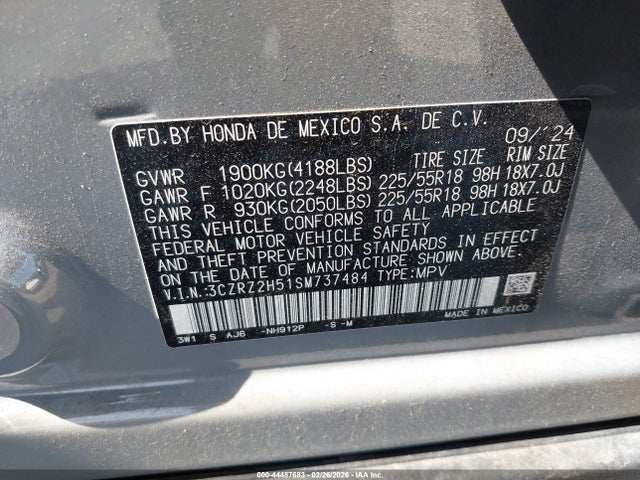 MFD.BY HONDA DE MEXICO S.A. DE C.V. 09/'24
GVWR 1900KG(4188LBS) TIRE SIZE RIM SIZE
GAWR F 1020KG(2248LBS) 225/55R18 98H 18X7.0J
GAWR R 930KG(2050LBS) 225/55R18 98H 18X7.0J
THIS VEHICLE CONFORMS TO ALL APPLICABLE
FEDERAL MOTOR VEHICLE SAFETY
AND THEFT PREVENTION STANDARDS IN EFFECT
ON THE DATE OF MANUFACTURE SHOWN ABOVE.
V.I.N.:3CZRZ2H51SM737484 TYPE:MPV
3W1 S AJ6 -NH912P -S -M MADE IN MEXICO
000-44487683 - 02/26/2026 - IAA Inc.